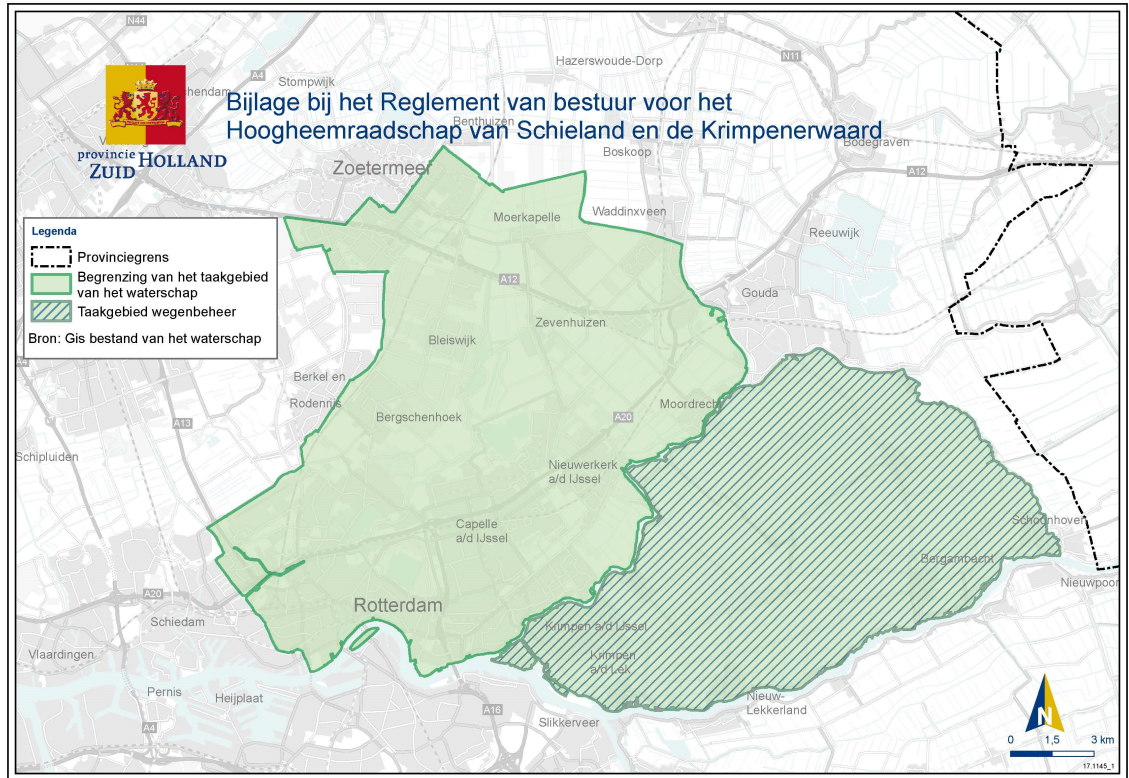 N44
A4
Stompwijk
Hazerswoude-Dorp
N11
Bijlage bij het Reglement van bestuur voor het
Hoogheemraadschap van Schieland en de Krimpenerwaard
provincie HOLLAND
ZUID
Benthuizen
Boskoop
Bodegraven
A12
Zoetermeer
Moerkapelle
Waddinxveen
Reeuwijk
Legenda
Provinciegrens
Begrenzing van het taakgebied
van het waterschap
Taakgebied wegenbeheer
Bron: Gis bestand van het waterschap
A12
Gouda
Zevenhuizen
Bleiswijk
A4
Berkel en
Rodenrijs
Moordrecht
Bergschenhoek
A20
A13
Schipluiden
Nieuwerkerk
a/d IJssel
Capelle
a/d IJssel
Schoonhoven
Bergambacht
Nieuwpoort
A20
Rotterdam
Schiedam
Krimpen a/d IJssel
Krimpen
a/d Lek
Vlaardingen
Pernis
Heijplaat
Nieuw-
Lekkerland
A16
Slikkerveer
A4
N
0 1,5 3 km
17.1145_1